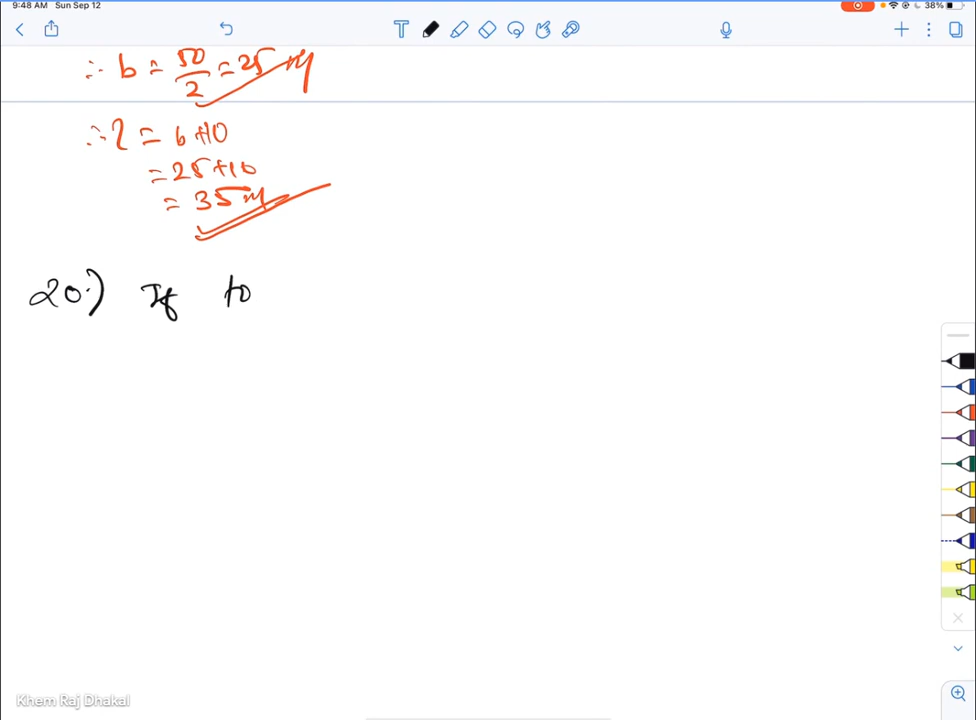 9:48 AM Sun Sep 12
38%
∴ b = 50/2 = 25 m
∴ l = b+10
= 25+10
= 35 m
20.) If to
Khem Raj Dhakal